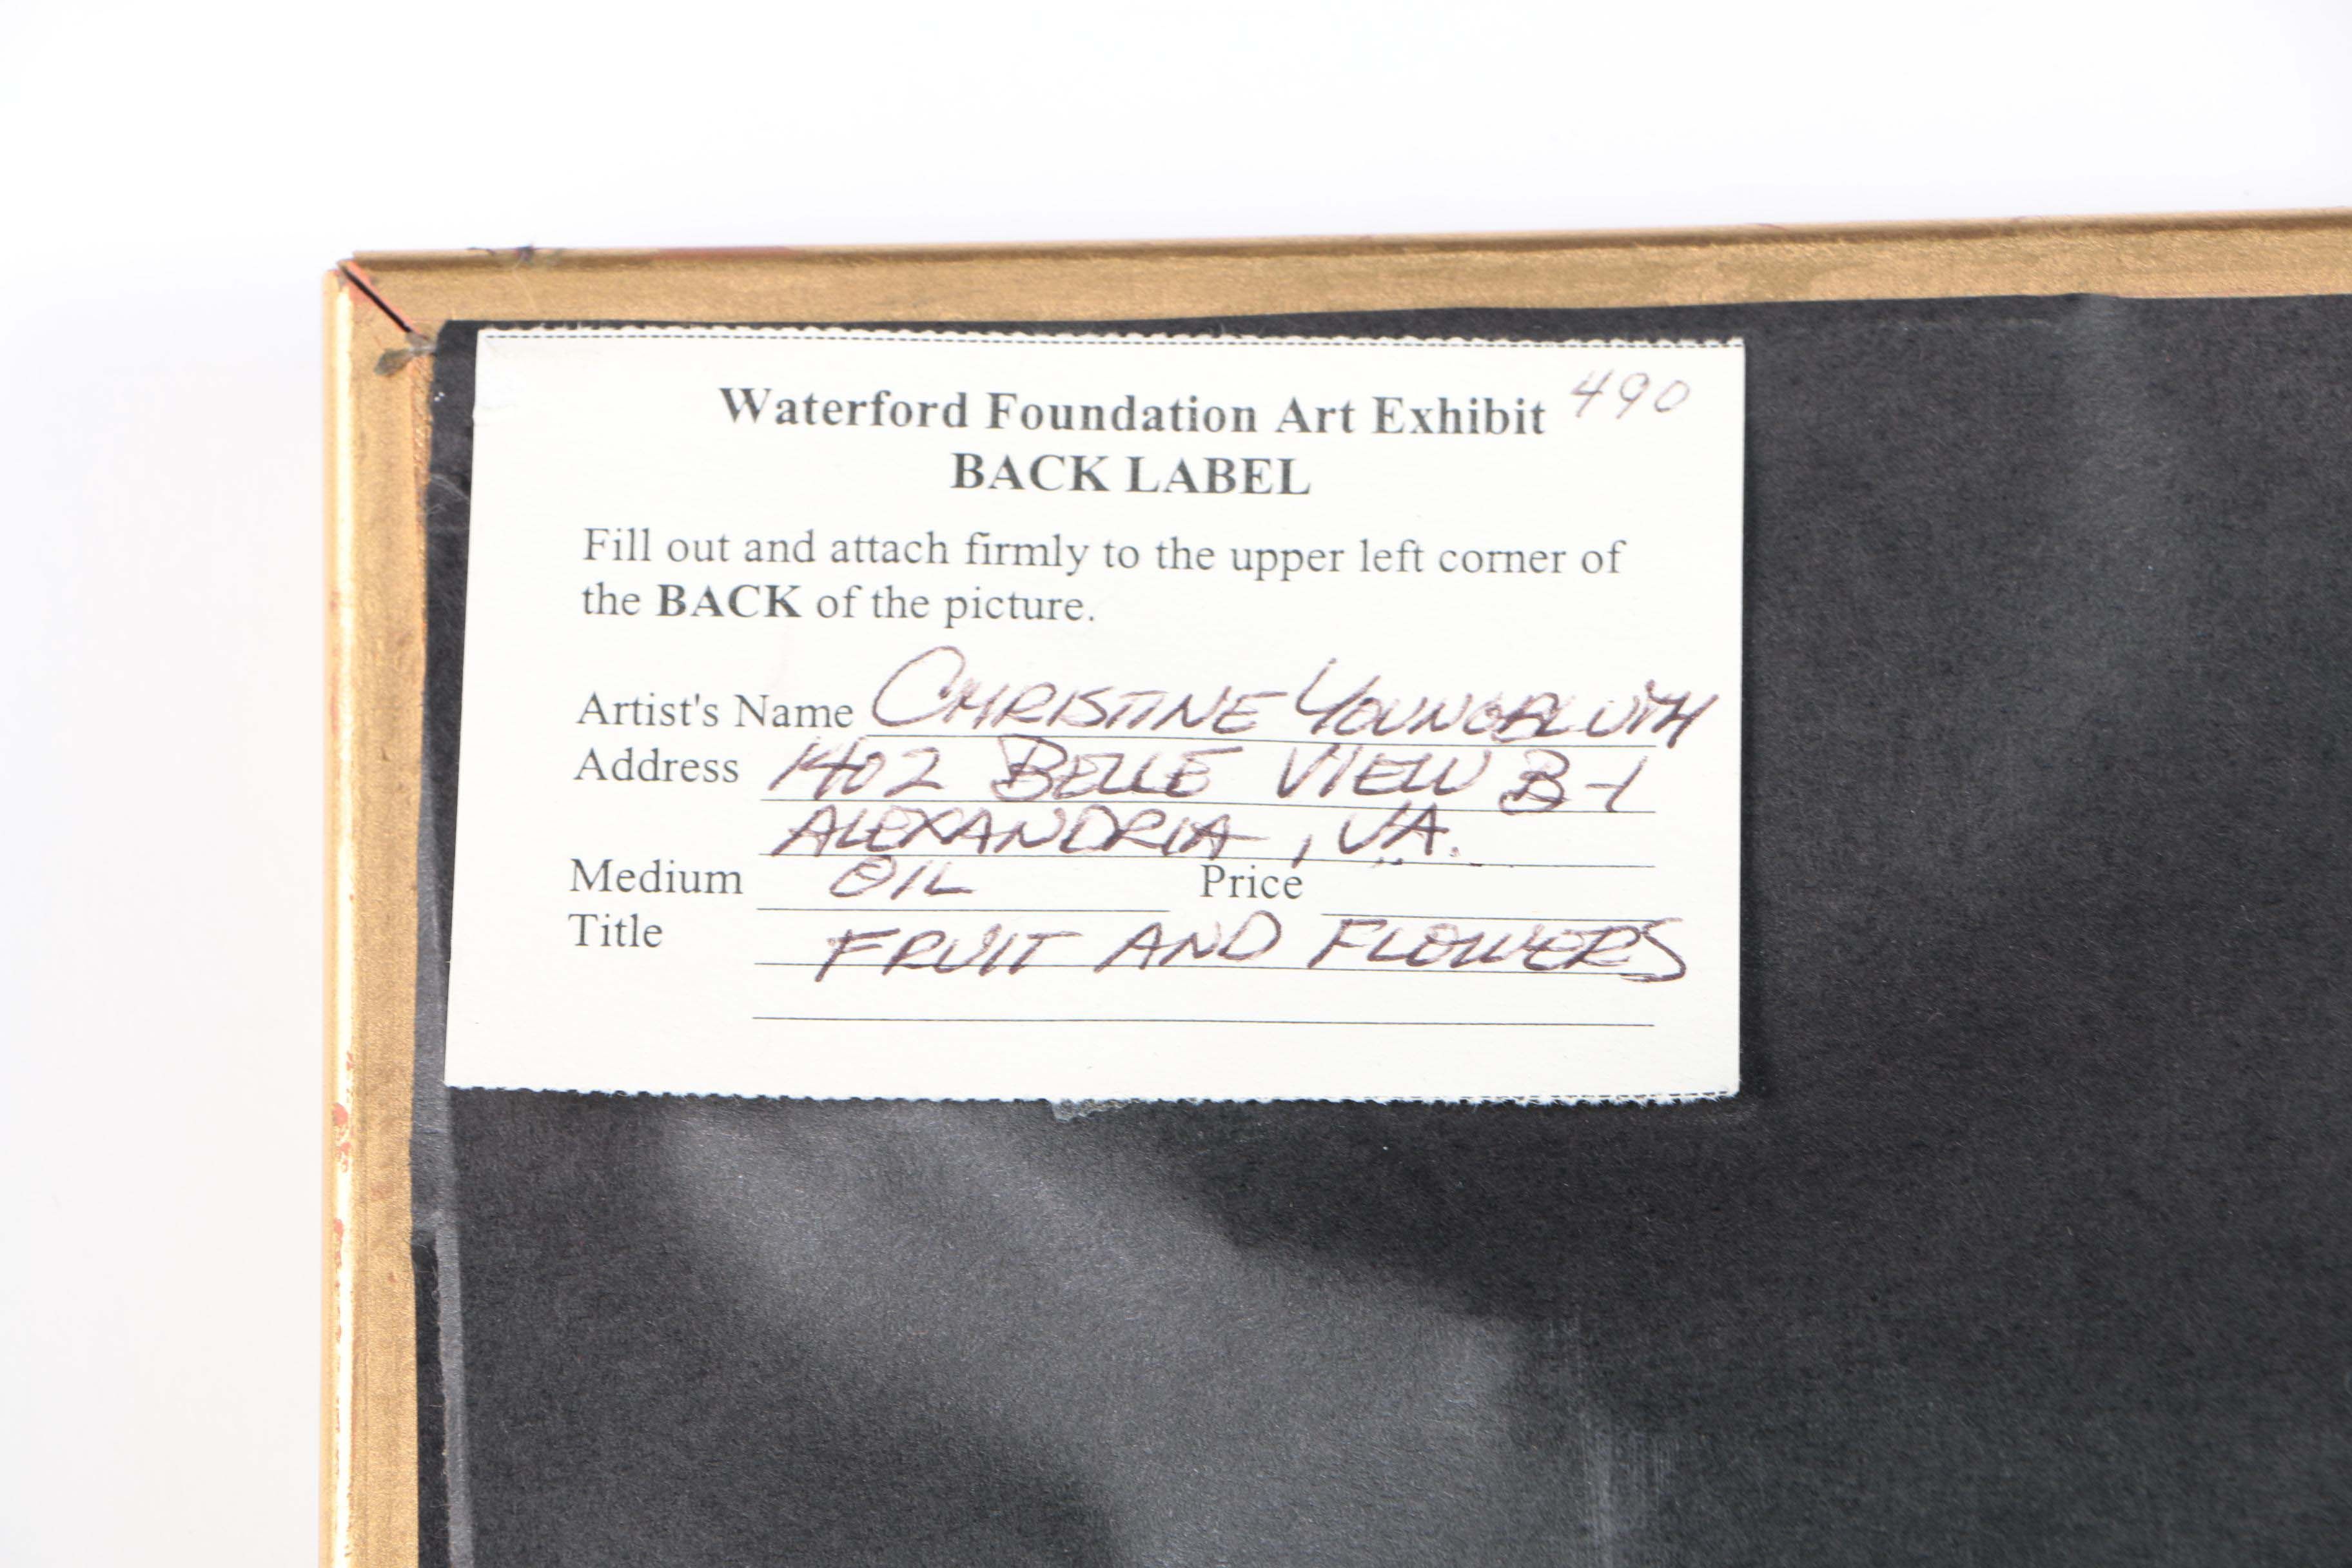 Waterford Foundation Art Exhibit 490
BACK LABEL
Fill out and attach firmly to the upper left corner of
the BACK of the picture.
Artist's Name CHRISTINE YOUNGBLUTH
Address 1402 BELLE VIEW B-1
ALEXANDRIA, VA.
Medium OIL Price
Title FRUIT AND FLOWERS